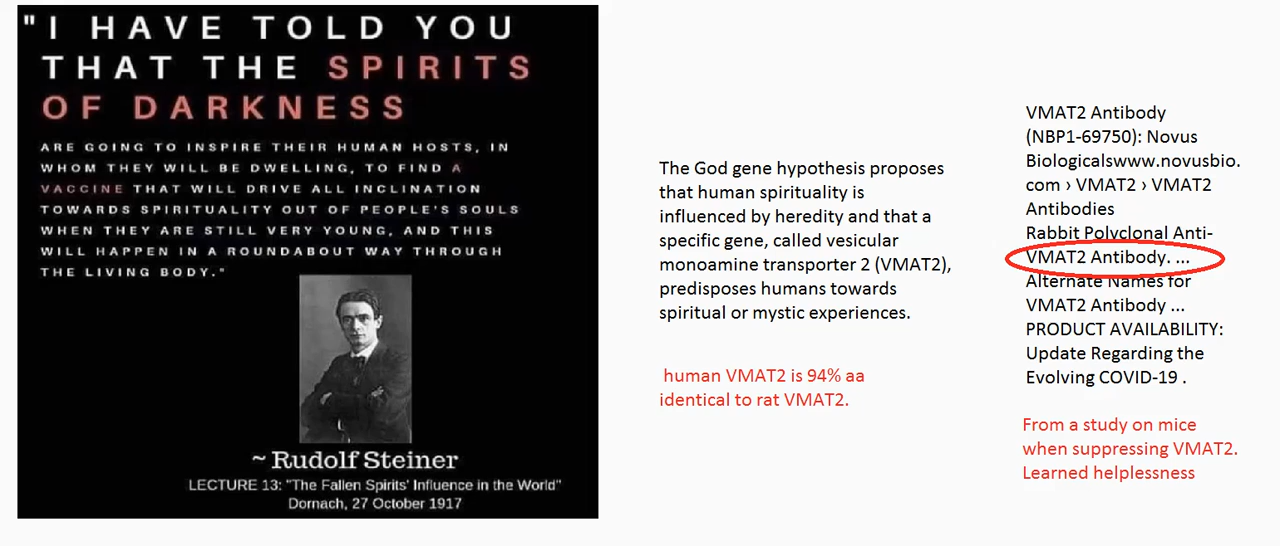 "I HAVE TOLD YOU
THAT THE SPIRITS
OF DARKNESS
ARE GOING TO INSPIRE THEIR HUMAN HOSTS, IN
WHOM THEY WILL BE DWELLING, TO FIND A
VACCINE THAT WILL DRIVE ALL INCLINATION
TOWARDS SPIRITUALITY OUT OF PEOPLE'S SOULS
WHEN THEY ARE STILL VERY YOUNG, AND THIS
WILL HAPPEN IN A ROUNDABOUT WAY THROUGH
THE LIVING BODY."
~ Rudolf Steiner
LECTURE 13: "The Fallen Spirits' Influence in the World"
Dornach, 27 October 1917
The God gene hypothesis proposes
that human spirituality is
influenced by heredity and that a
specific gene, called vesicular
monoamine transporter 2 (VMAT2),
predisposes humans towards
spiritual or mystic experiences.
human VMAT2 is 94% aa
identical to rat VMAT2.
VMAT2 Antibody
(NBP1-69750): Novus
Biologicalswww.novusbio.
com › VMAT2 › VMAT2
Antibodies
Rabbit Polyclonal Anti-
VMAT2 Antibody. ...
Alternate Names for
VMAT2 Antibody ...
PRODUCT AVAILABILITY:
Update Regarding the
Evolving COVID-19 .
From a study on mice
when suppressing VMAT2.
Learned helplessness